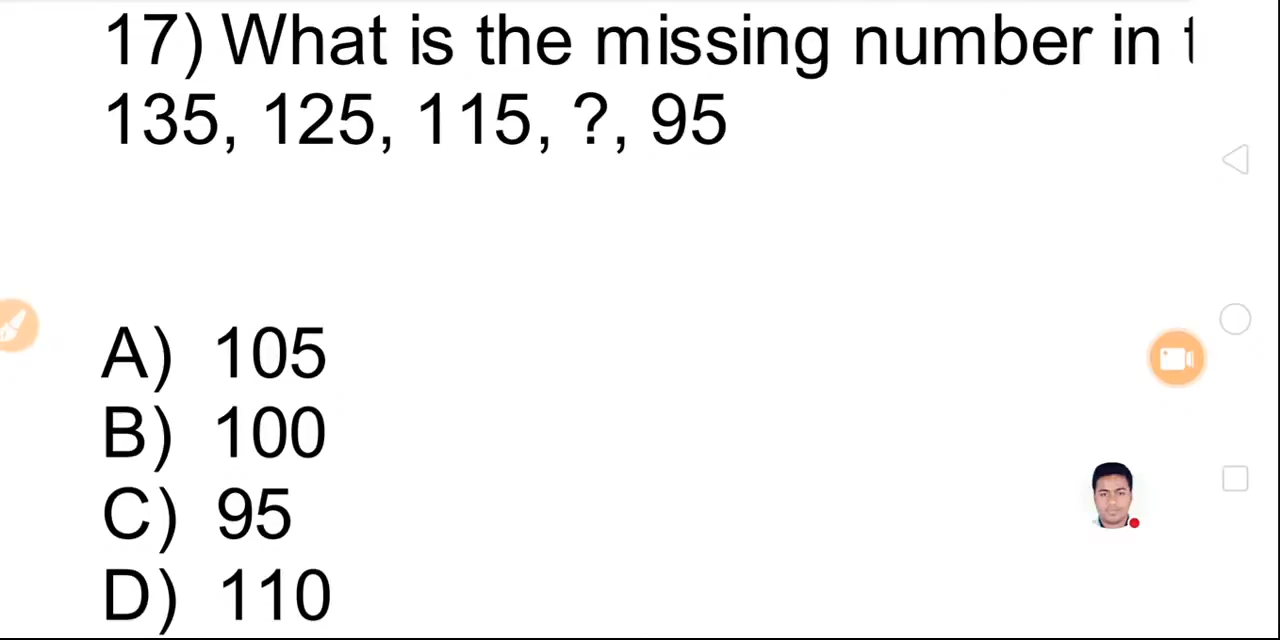 17) What is the missing number in
135, 125, 115, ?, 95
A) 105
B) 100
C) 95
D) 110